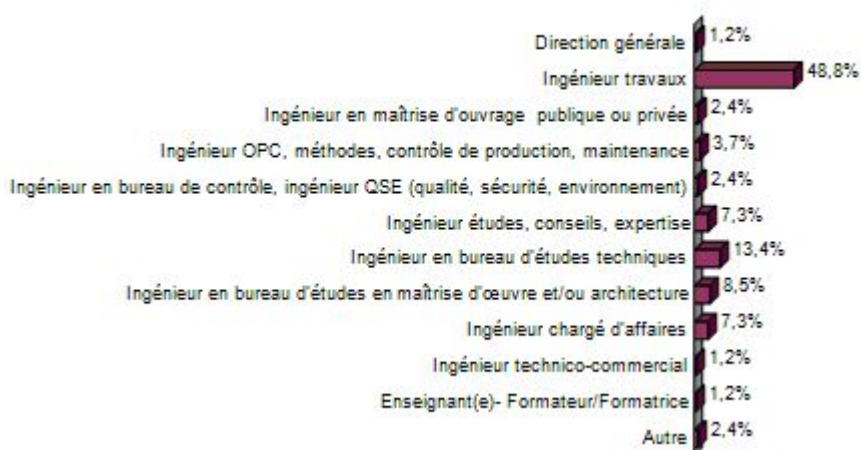 Direction générale 1,2%
Ingénieur travaux 48,8%
Ingénieur en maîtrise d'ouvrage publique ou privée 2,4%
Ingénieur OPC, méthodes, contrôle de production, maintenance 3,7%
Ingénieur en bureau de contrôle, ingénieur QSE (qualité, sécurité, environnement) 2,4%
Ingénieur études, conseils, expertise 7,3%
Ingénieur en bureau d'études techniques 13,4%
Ingénieur en bureau d'études en maîtrise d'œuvre et/ou architecture 8,5%
Ingénieur chargé d'affaires 7,3%
Ingénieur technico-commercial 1,2%
Enseignant(e)- Formateur/Formatrice 1,2%
Autre 2,4%